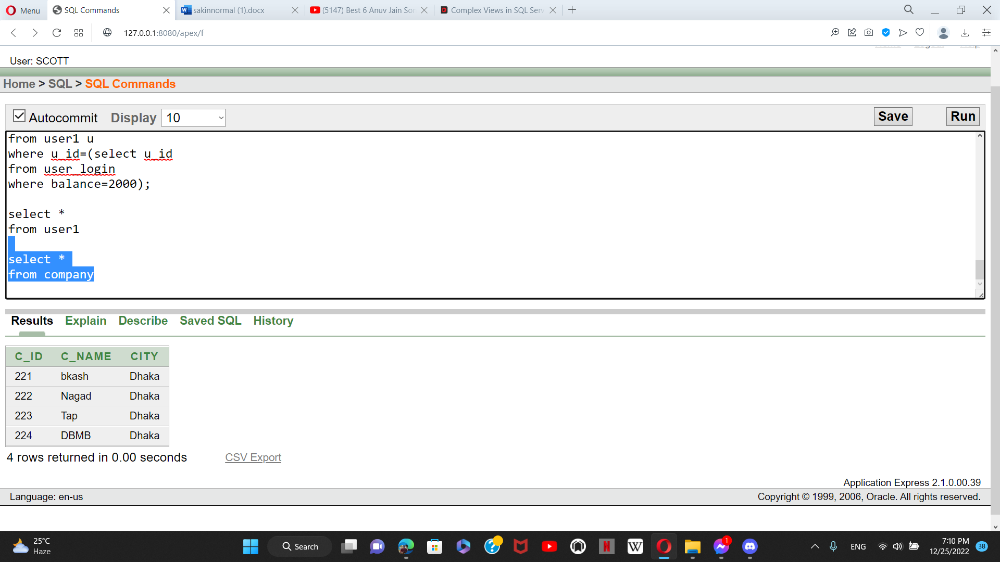 Menu
SQL Commands
sakinnormal (1).docx
(5147) Best 6 Anuv Jain Son
Complex Views in SQL Serv
127.0.0.1:8080/apex/f
User: SCOTT
Home > SQL > SQL Commands
Autocommit Display 10 Save Run
from user1 u
where u_id=(select u_id
from user_login
where balance=2000);
select *
from user1
select *
from company
Results Explain Describe Saved SQL History
C_ID C_NAME CITY
221 bkash Dhaka
222 Nagad Dhaka
223 Tap Dhaka
224 DBMB Dhaka
4 rows returned in 0.00 seconds CSV Export
Application Express 2.1.0.00.39
Language: en-us Copyright © 1999, 2006, Oracle. All rights reserved.
25°C
Haze
Search
1
ENG
7:10 PM
12/25/2022
38